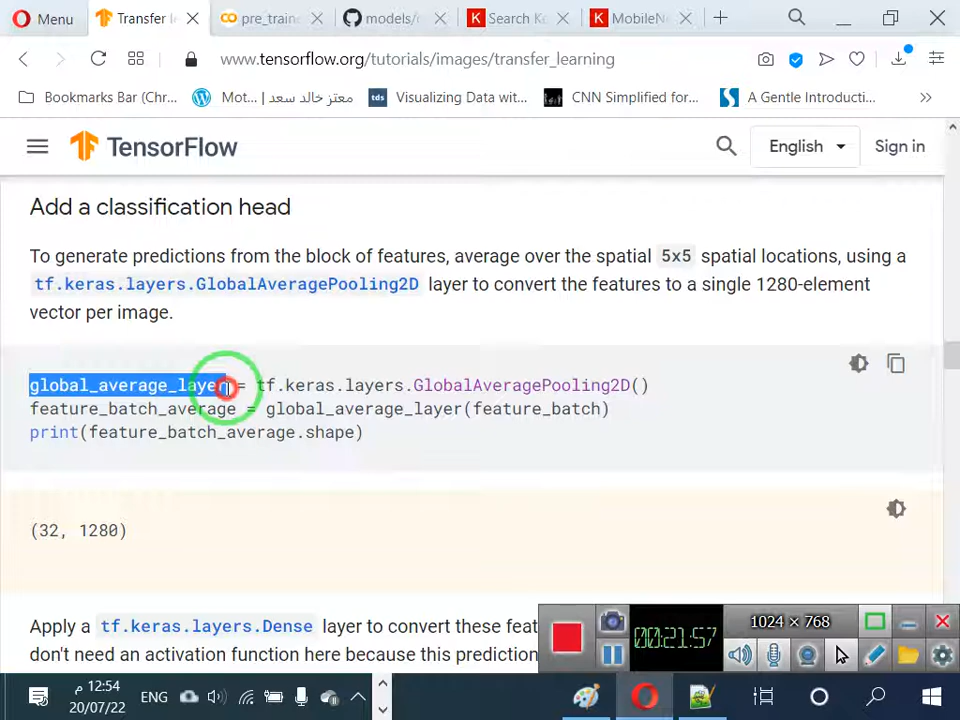 Menu
Transfer l
pre_traine
models/r
Search Ke
MobileNe
www.tensorflow.org/tutorials/images/transfer_learning
Bookmarks Bar (Chr...
Mot... | معتز خالد سعد
tds
Visualizing Data wit...
CNN Simplified for...
A Gentle Introducti...
TensorFlow
English
Sign in
Add a classification head
To generate predictions from the block of features, average over the spatial 5x5 spatial locations, using a
tf.keras.layers.GlobalAveragePooling2D layer to convert the features to a single 1280-element
vector per image.
global_average_layer = tf.keras.layers.GlobalAveragePooling2D()
feature_batch_average = global_average_layer(feature_batch)
print(feature_batch_average.shape)
(32, 1280)
Apply a tf.keras.layers.Dense layer to convert these feat
don't need an activation function here because this prediction
00:21:57
1024 × 768
12:54 م
20/07/22
ENG